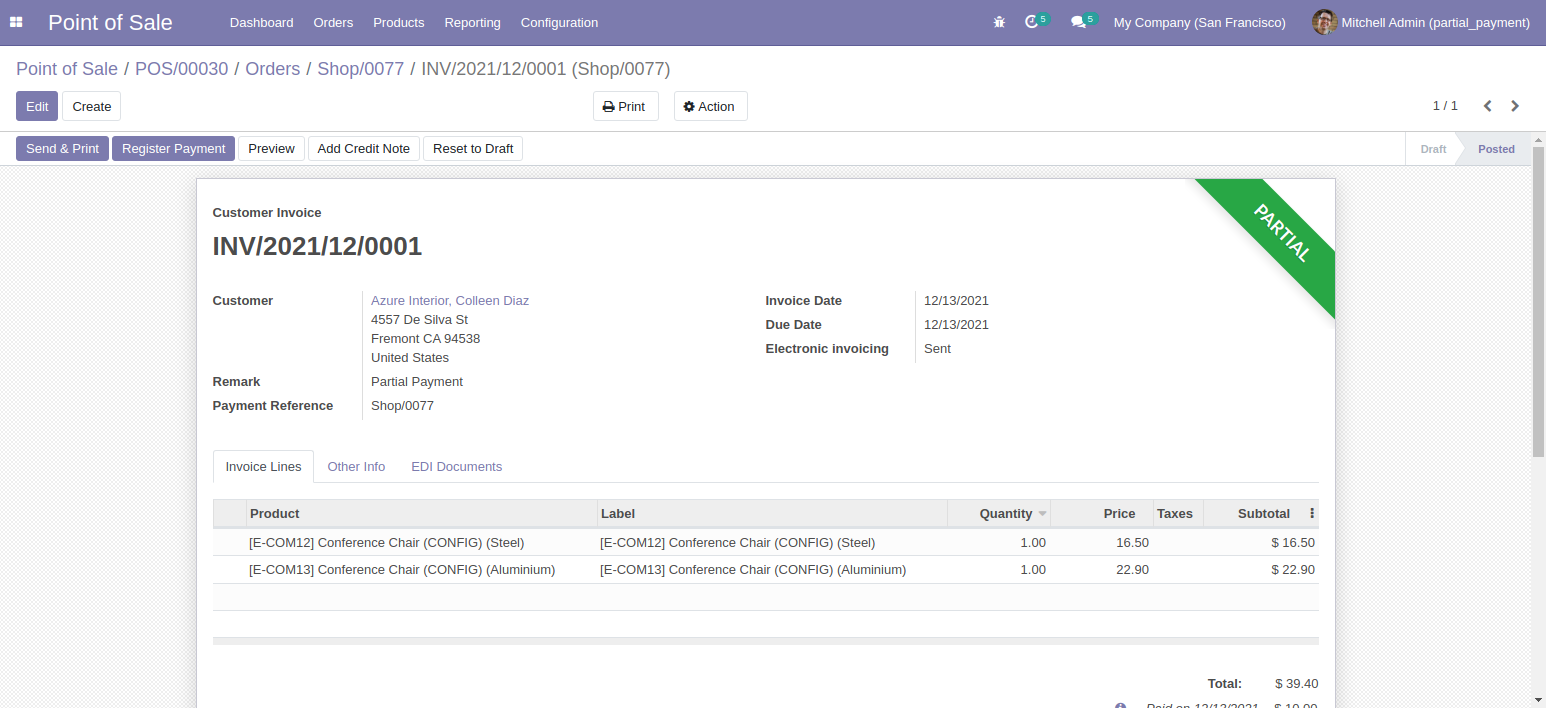 Point of Sale Dashboard Orders Products Reporting Configuration 5 5 My Company (San Francisco) Mitchell Admin (partial_payment)
Point of Sale / POS/00030 / Orders / Shop/0077 / INV/2021/12/0001 (Shop/0077)
Edit Create Print Action 1 / 1
Send & Print Register Payment Preview Add Credit Note Reset to Draft Draft Posted
PARTIAL
Customer Invoice
INV/2021/12/0001
Customer Azure Interior, Colleen Diaz
4557 De Silva St
Fremont CA 94538
United States
Remark Partial Payment
Payment Reference Shop/0077
Invoice Date 12/13/2021
Due Date 12/13/2021
Electronic invoicing Sent
Invoice Lines Other Info EDI Documents
Product Label Quantity Price Taxes Subtotal
[E-COM12] Conference Chair (CONFIG) (Steel) [E-COM12] Conference Chair (CONFIG) (Steel) 1.00 16.50 $ 16.50
[E-COM13] Conference Chair (CONFIG) (Aluminium) [E-COM13] Conference Chair (CONFIG) (Aluminium) 1.00 22.90 $ 22.90
Total: $ 39.40
Paid on 12/13/2021 $ 10.00